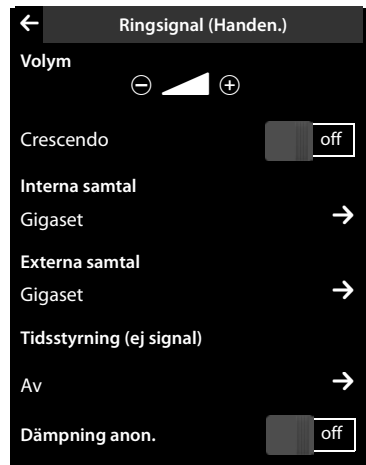 Ringsignal (Handen.)
Volym
Crescendo off
Interna samtal
Gigaset
Externa samtal
Gigaset
Tidsstyrning (ej signal)
Av
Dämpning anon. off